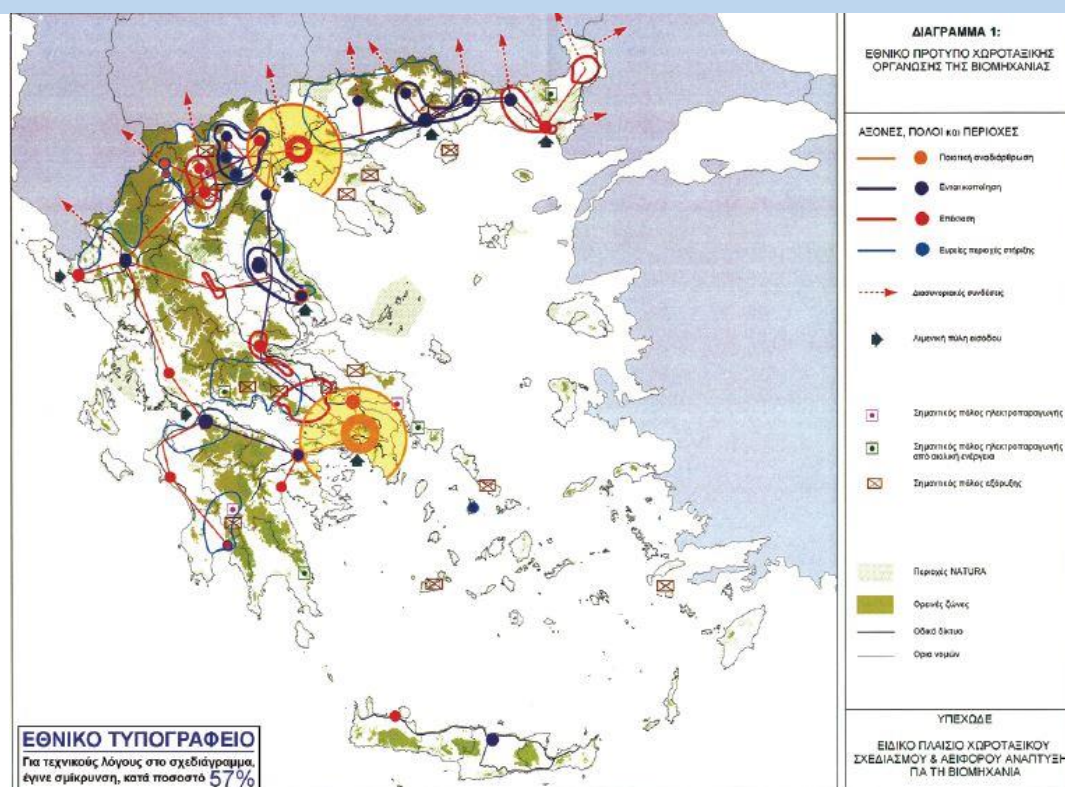 ΔΙΑΓΡΑΜΜΑ 1:
ΕΘΝΙΚΟ ΠΡΟΤΥΠΟ ΧΩΡΟΤΑΞΙΚΗΣ
ΟΡΓΑΝΩΣΗΣ ΤΗΣ ΒΙΟΜΗΧΑΝΙΑΣ
ΑΞΟΝΕΣ, ΠΟΛΟΙ και ΠΕΡΙΟΧΕΣ
Ποιοτική αναδιάρθρωση
Εντατικοποίηση
Επέκταση
Ευρείες περιοχές στήριξης
Διασυνοριακές συνδέσεις
Λιμενική πύλη εισόδου
Σημαντικός πόλος ηλεκτροπαραγωγής
Σημαντικός πόλος ηλεκτροπαραγωγής
από αιολική ενέργεια
Σημαντικός πόλος εξόρυξης
Περιοχές NATURA
Ορεινές ζώνες
Οδικό δίκτυο
Όρια νομών
ΥΠΕΧΩΔΕ
ΕΙΔΙΚΟ ΠΛΑΙΣΙΟ ΧΩΡΟΤΑΞΙΚΟΥ
ΣΧΕΔΙΑΣΜΟΥ & ΑΕΙΦΟΡΟΥ ΑΝΑΠΤΥΞΗ
ΓΙΑ ΤΗ ΒΙΟΜΗΧΑΝΙΑ
ΕΘΝΙΚΟ ΤΥΠΟΓΡΑΦΕΙΟ
Για τεχνικούς λόγους στο σχεδιάγραμμα,
έγινε σμίκρυνση, κατά ποσοστό 57%